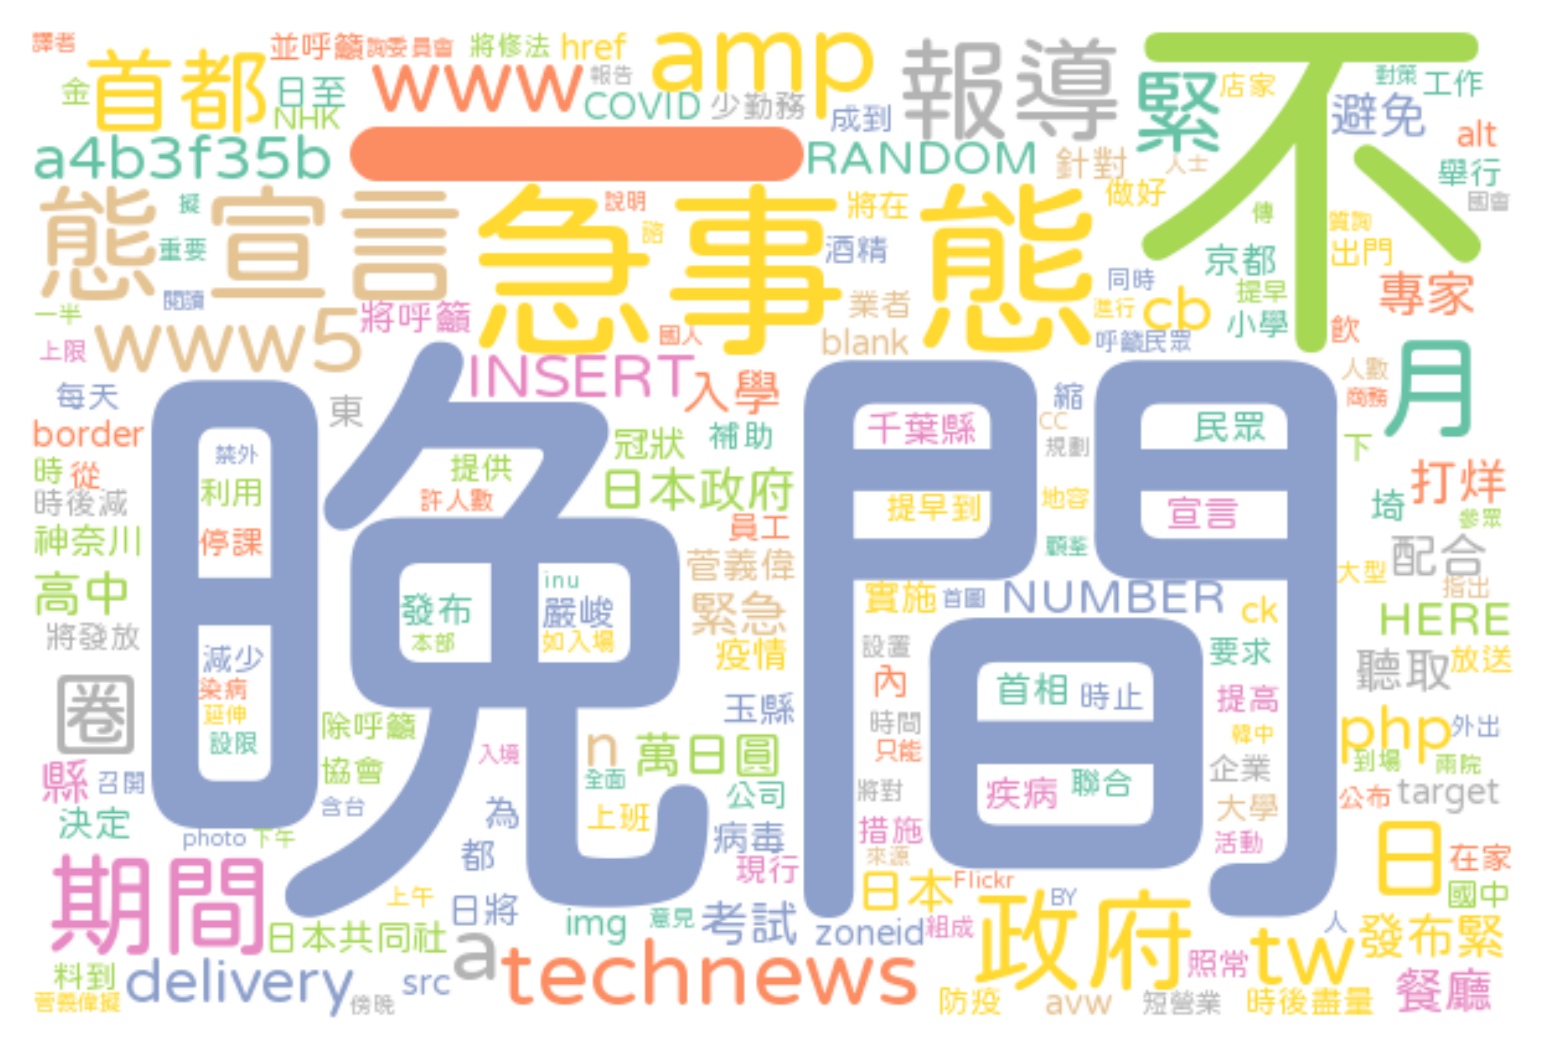 譯者
首都
並呼籲
詢委員會
將修法
href
amp
報導
不
金
日至
www
報告
緊
店家
對策
工作
NHK
COVID
少勤務
成到
避免
a4b3f35b
一
RANDOM
針對
人士
alt
舉行
態宣言
擬
急事態
說明
將在
做好
國會
重要
諮
酒精
傳
質詢
出門
京都
閱讀
業者
同時
提早
專家
一半
www5
將呼籲
國人
進行
cb
小學
飲
上限
blank
呼籲民眾
月
INSERT
入學
人數
每天
東
晚間
縮
商務
border
冠狀
補助
千葉縣
CC
民眾
下
禁外
提供
規劃
時
從
利用
許人數
日本政府
提早到
地容
宣言
打烊
時後減
埼
參眾
神奈川
停課
員工
顧荃
配合
菅義偉
大型
指出
高中
inu
發布
嚴峻
緊急
實施
首圖
NUMBER
ck
HERE
將發放
本部
如入場
減少
疫情
設置
要求
聽取
放送
染病
內
首相
時止
提高
圈
延伸
玉縣
時間
php
外出
設限
除呼籲
入境
n
萬日圓
只能
韓中
到場
兩院
縣
召開
協會
全面
公司
將對
疾病
聯合
企業
公布
target
含台
為
上班
大學
決定
photo
下午
病毒
措施
活動
日
在家
都
來源
期間
現行
日本
Flickr
國中
上午
日將
img
意見
考試
zoneid
組成
政府
BY
人
發布緊
日本共同社
a
tw
料到
delivery
src
technews
照常
餐廳
菅義偉擬
傍晚
防疫
avw
短營業
時後盡量